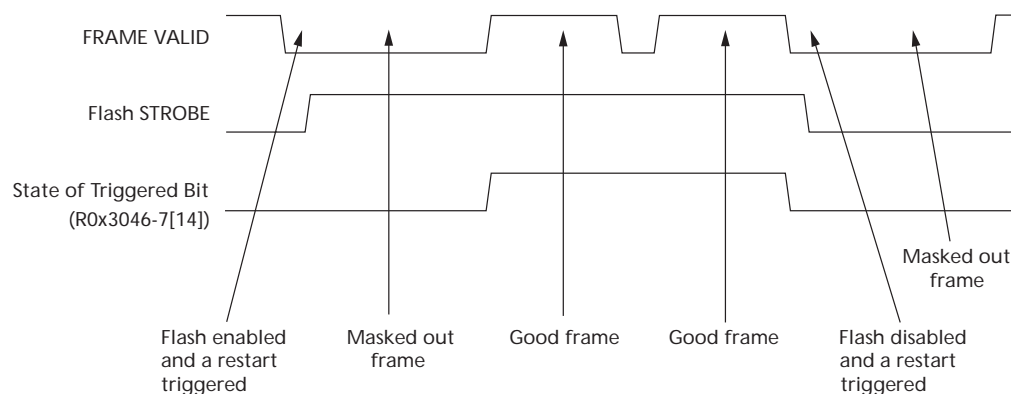 FRAME VALID
Flash STROBE
State of Triggered Bit
(R0x3046-7[14])
Masked out
frame
Flash enabled
and a restart
triggered
Masked out
frame
Good frame
Good frame
Flash disabled
and a restart
triggered